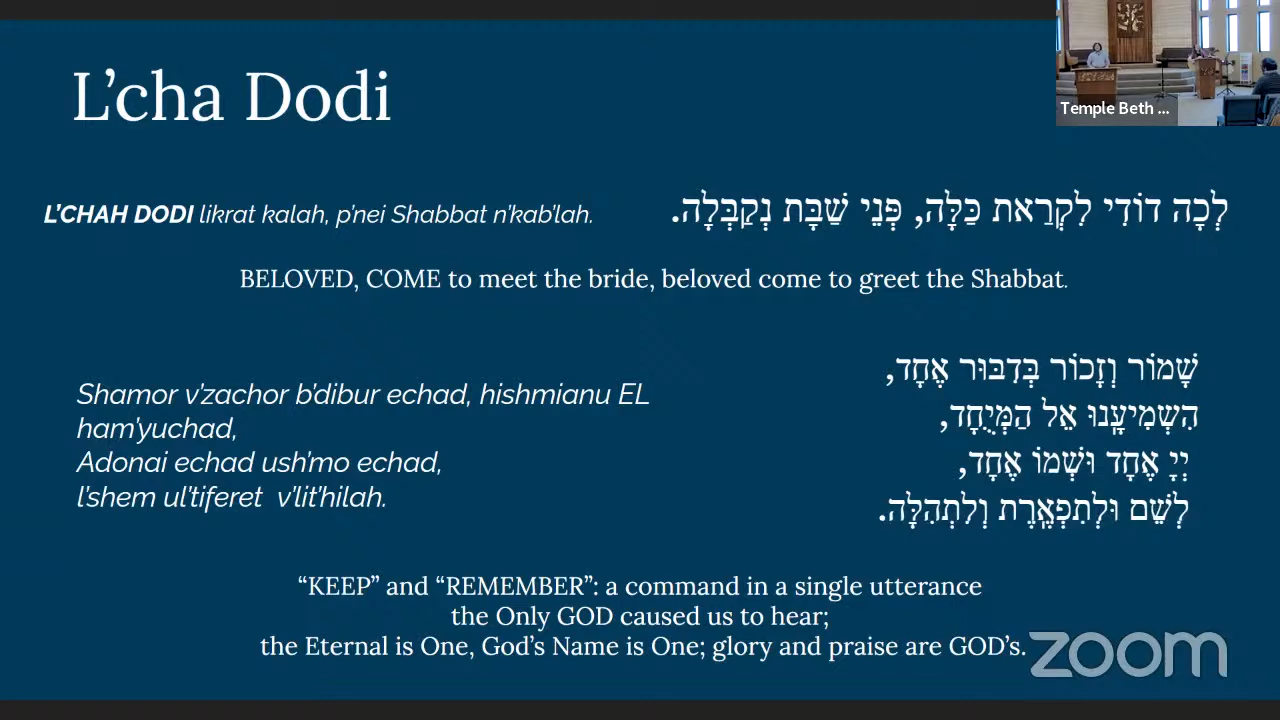 L’cha Dodi
Temple Beth ...
L’CHAH DODI likrat kalah, p’nei Shabbat n’kab’lah.
לְכָה דוֹדִי לִקְרַאת כַּלָּה, פְּנֵי שַׁבָּת נְקַבְּלָה.
BELOVED, COME to meet the bride, beloved come to greet the Shabbat.
Shamor v’zachor b’dibur echad, hishmianu EL
ham’yuchad,
Adonai echad ush’mo echad,
l’shem ul’tiferet v’lit’hilah.
שָׁמוֹר וְזָכוֹר בְּדִבּוּר אֶחָד,
הִשְׁמִיעָנוּ אֵל הַמְּיֻחָד,
יְיָ אֶחָד וּשְׁמוֹ אֶחָד,
לְשֵׁם וּלְתִפְאֶרֶת וְלִתְהִלָּה.
“KEEP” and “REMEMBER”: a command in a single utterance
the Only GOD caused us to hear;
the Eternal is One, God’s Name is One; glory and praise are GOD’s.
zoom